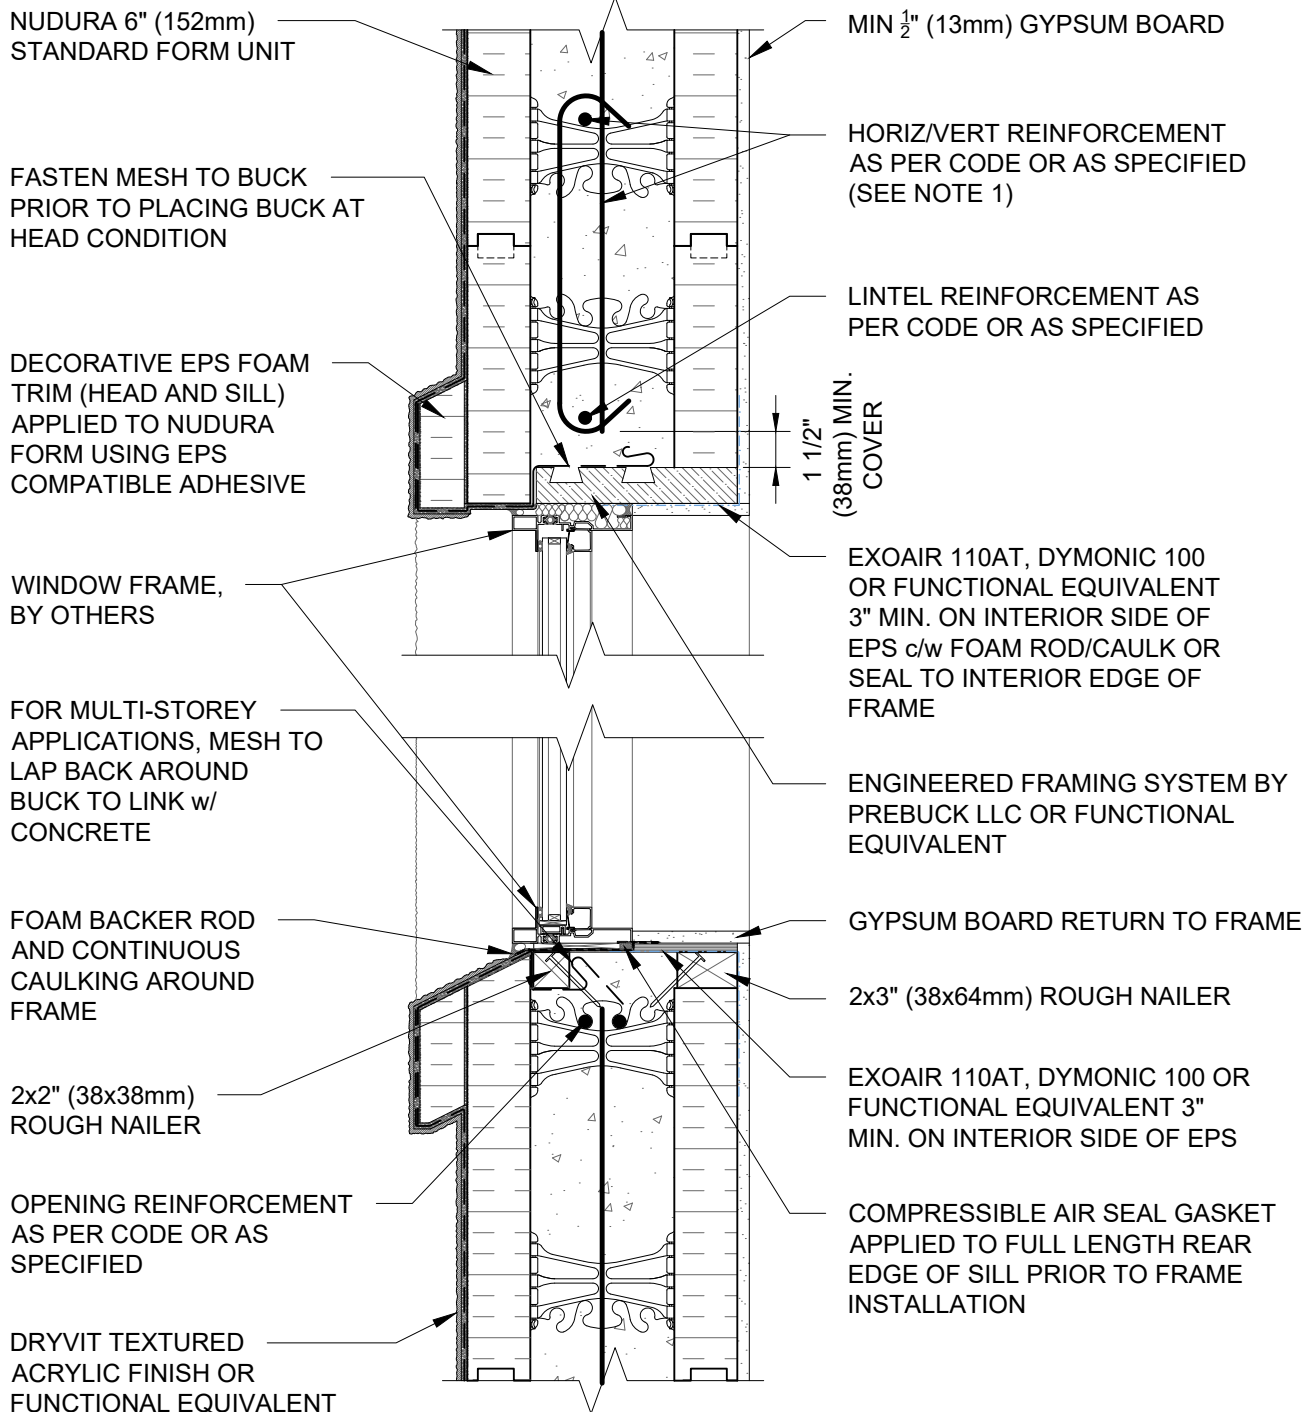 NUDURA 6" (152mm)
STANDARD FORM UNIT
FASTEN MESH TO BUCK
PRIOR TO PLACING BUCK AT
HEAD CONDITION
DECORATIVE EPS FOAM
TRIM (HEAD AND SILL)
APPLIED TO NUDURA
FORM USING EPS
COMPATIBLE ADHESIVE
WINDOW FRAME,
BY OTHERS
FOR MULTI-STOREY
APPLICATIONS, MESH TO
LAP BACK AROUND
BUCK TO LINK w/
CONCRETE
FOAM BACKER ROD
AND CONTINUOUS
CAULKING AROUND
FRAME
2x2" (38x38mm)
ROUGH NAILER
OPENING REINFORCEMENT
AS PER CODE OR AS
SPECIFIED
DRYVIT TEXTURED
ACRYLIC FINISH OR
FUNCTIONAL EQUIVALENT
MIN ½" (13mm) GYPSUM BOARD
HORIZ/VERT REINFORCEMENT
AS PER CODE OR AS SPECIFIED
(SEE NOTE 1)
LINTEL REINFORCEMENT AS
PER CODE OR AS SPECIFIED
1 1/2"
(38mm) MIN.
COVER
EXOAIR 110AT, DYMONIC 100
OR FUNCTIONAL EQUIVALENT
3" MIN. ON INTERIOR SIDE OF
EPS c/w FOAM ROD/CAULK OR
SEAL TO INTERIOR EDGE OF
FRAME
ENGINEERED FRAMING SYSTEM BY
PREBUCK LLC OR FUNCTIONAL
EQUIVALENT
GYPSUM BOARD RETURN TO FRAME
2x3" (38x64mm) ROUGH NAILER
EXOAIR 110AT, DYMONIC 100 OR
FUNCTIONAL EQUIVALENT 3"
MIN. ON INTERIOR SIDE OF EPS
COMPRESSIBLE AIR SEAL GASKET
APPLIED TO FULL LENGTH REAR
EDGE OF SILL PRIOR TO FRAME
INSTALLATION